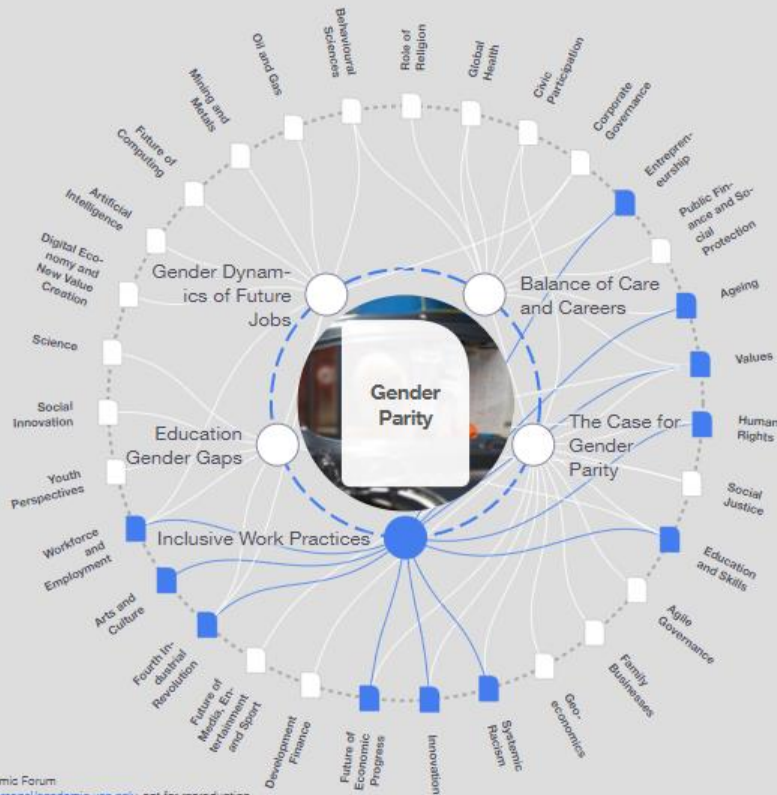 Behavioural
Sciences
Role of
Religion
Global
Health
Civic
Participation
Corporate
Governance
Entrepren-
eurship
Public Fin-
ance and So-
cial
Protection
Ageing
Values
Human
Rights
Social
Justice
Education
and Skills
Agile
Governance
Family
Businesses
Geo-
economics
Systemic
Racism
Innovation
Future of
Economic
Progress
Development
Finance
Future of
Media, En-
tertainment
and Sport
Fourth In-
dustrial
Revolution
Arts and
Culture
Workforce
and
Employment
Youth
Perspectives
Social
Innovation
Science
Digital Eco-
nomy and
New Value
Creation
Artificial
Intelligence
Future of
Computing
Mining and
Metals
Oil and Gas
Gender Dynam-
ics of Future
Jobs
Balance of Care
and Careers
Gender
Parity
Education
Gender Gaps
The Case for
Gender
Parity
Inclusive Work Practices
Forum
only, not for reproduction